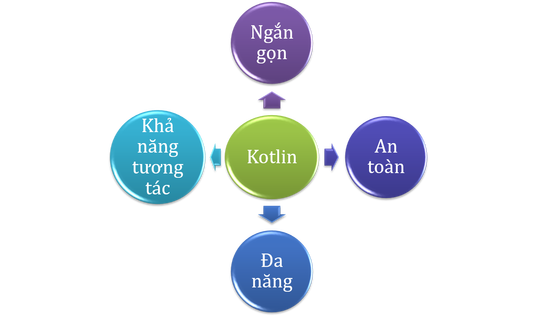 Ngắn
gọn
Khả
năng
tương
tác
Kotlin
An
toàn
Đa
năng